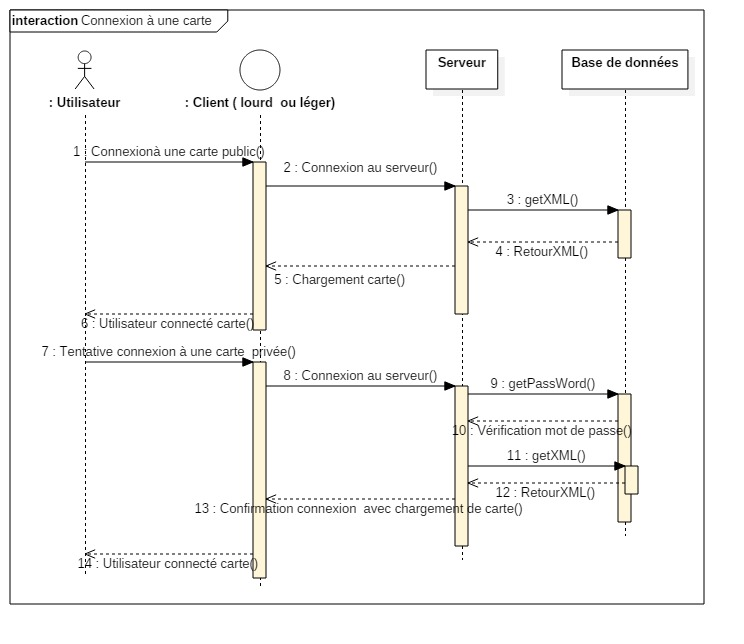 interaction Connexion à une carte
: Utilisateur
: Client ( lourd  ou léger)
Serveur
Base de données
1 : Connexionà une carte public()
2 : Connexion au serveur()
3 : getXML()
4 : RetourXML()
5 : Chargement carte()
6 : Utilisateur connecté carte()
7 : Tentative connexion à une carte  privée()
8 : Connexion au serveur()
9 : getPassWord()
10 : Vérification mot de passe()
11 : getXML()
12 : RetourXML()
13 : Confirmation connexion  avec chargement de carte()
14 : Utilisateur connecté carte()